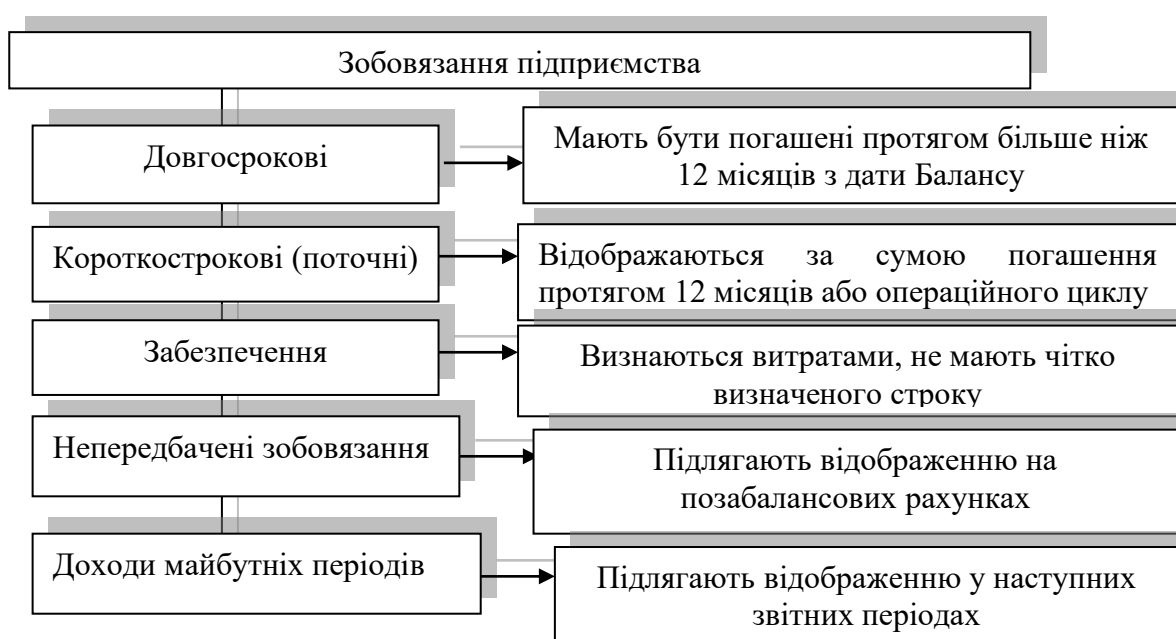 Зобовязання підприємства
Довгосрокові
Мають бути погашені протягом більше ніж
12 місяців з дати Балансу
Короткострокові (поточні)
Відображаються за сумою погашення
протягом 12 місяців або операційного циклу
Забезпечення
Визнаються витратами, не мають чітко
визначеного строку
Непередбачені зобовязання
Підлягають відображенню на
позабалансових рахунках
Доходи майбутніх періодів
Підлягають відображенню у наступних
звітних періодах